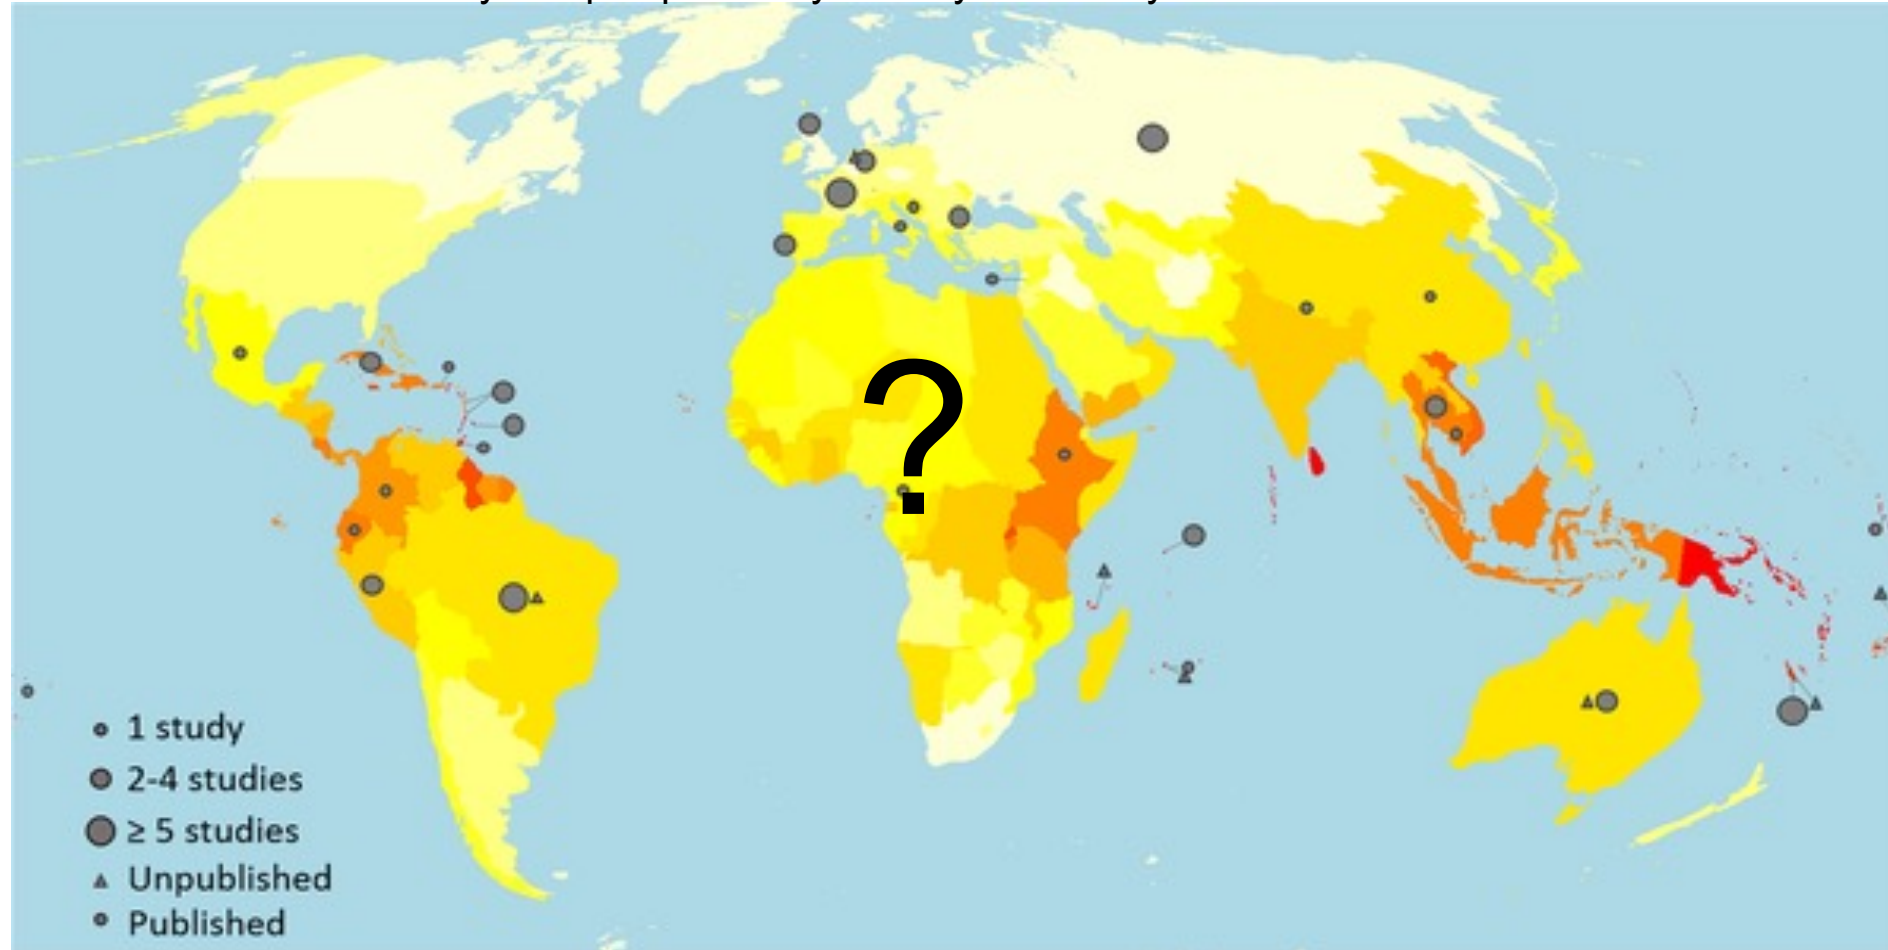 ?
1 study
2-4 studies
≥ 5 studies
Unpublished
Published